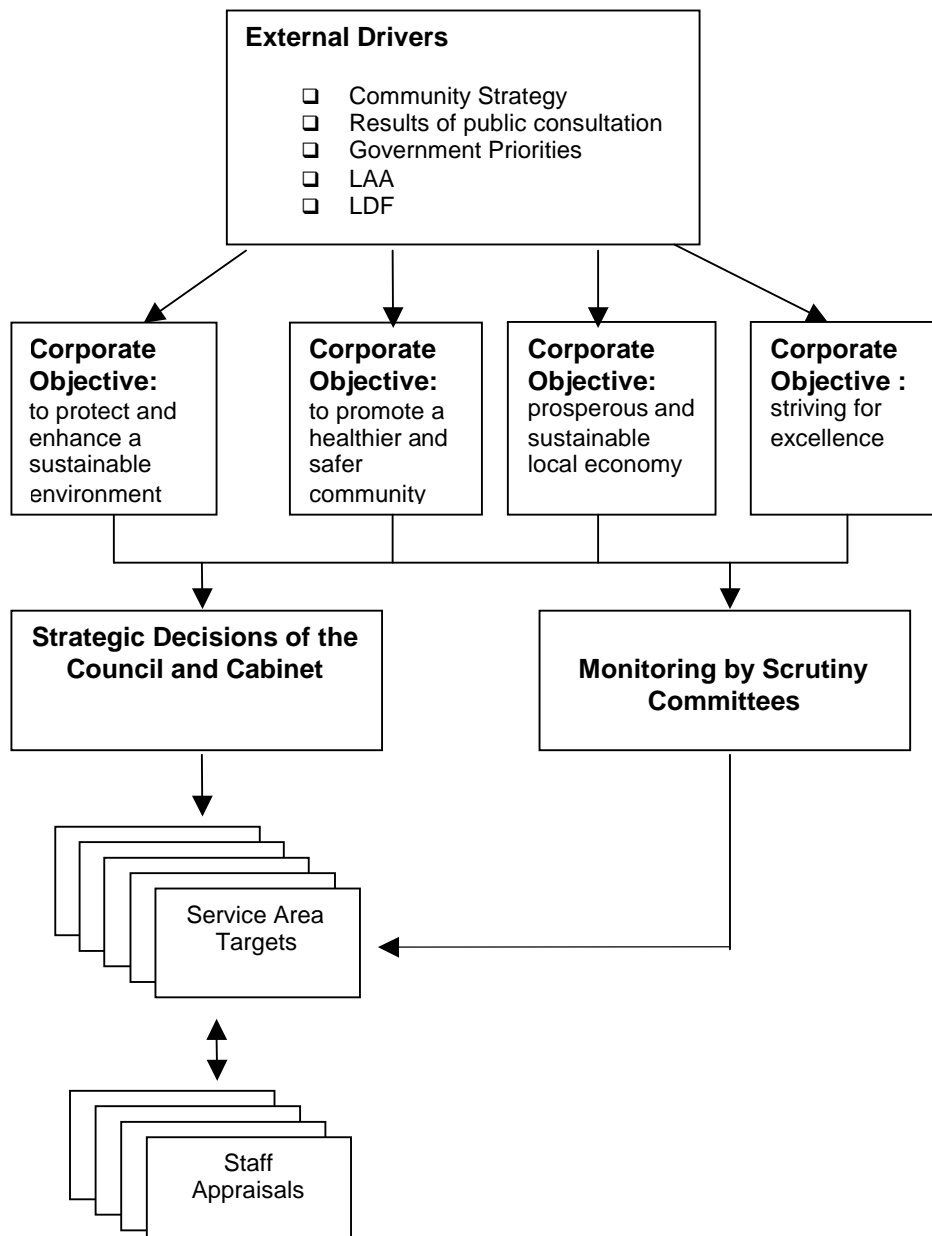 External Drivers
❑ Community Strategy
❑ Results of public consultation
❑ Government Priorities
❑ LAA
❑ LDF
Corporate
Objective:
to protect and
enhance a
sustainable
environment
Corporate
Objective:
to promote a
healthier and
safer
community
Corporate
Objective:
prosperous and
sustainable
local economy
Corporate
Objective :
striving for
excellence
Strategic Decisions of the
Council and Cabinet
Monitoring by Scrutiny
Committees
Service Area
Targets
Staff
Appraisals